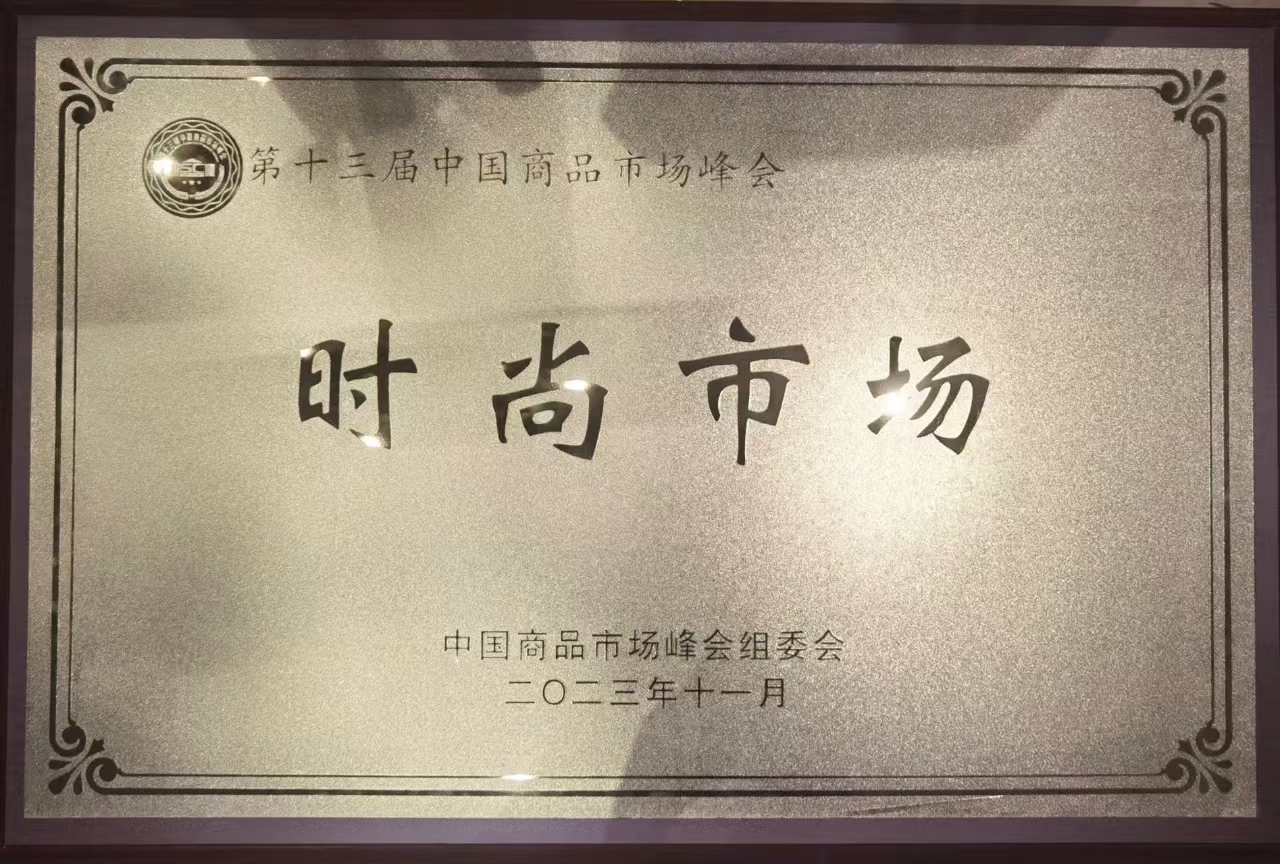 第十三届中国商品市场峰会
时尚市场
中国商品市场峰会组委会
二〇二三年十一月